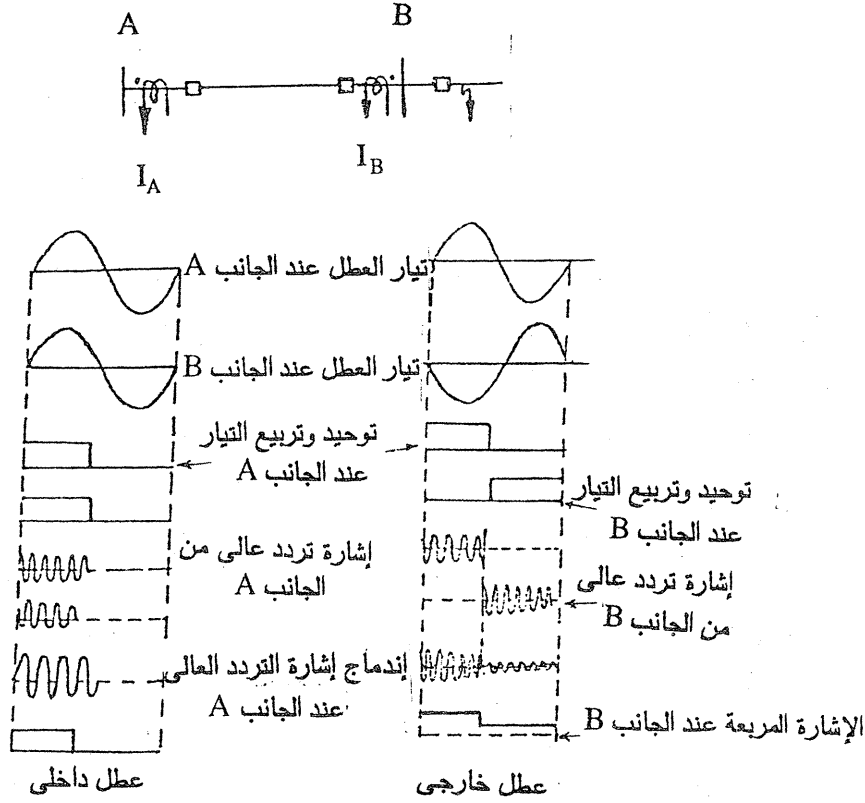 A
B
I_A
I_B
تيار العطل عند الجانب A
تيار العطل عند الجانب B
توحيد وتربيع التيار
عند الجانب A
توحيد وتربيع التيار
عند الجانب B
إشارة تردد عالى من
الجانب A
إشارة تردد عالى
من الجانب B
إندماج إشارة التردد العالى
عند الجانب A
الإشارة المربعة عند الجانب B
عطل داخلى
عطل خارجى